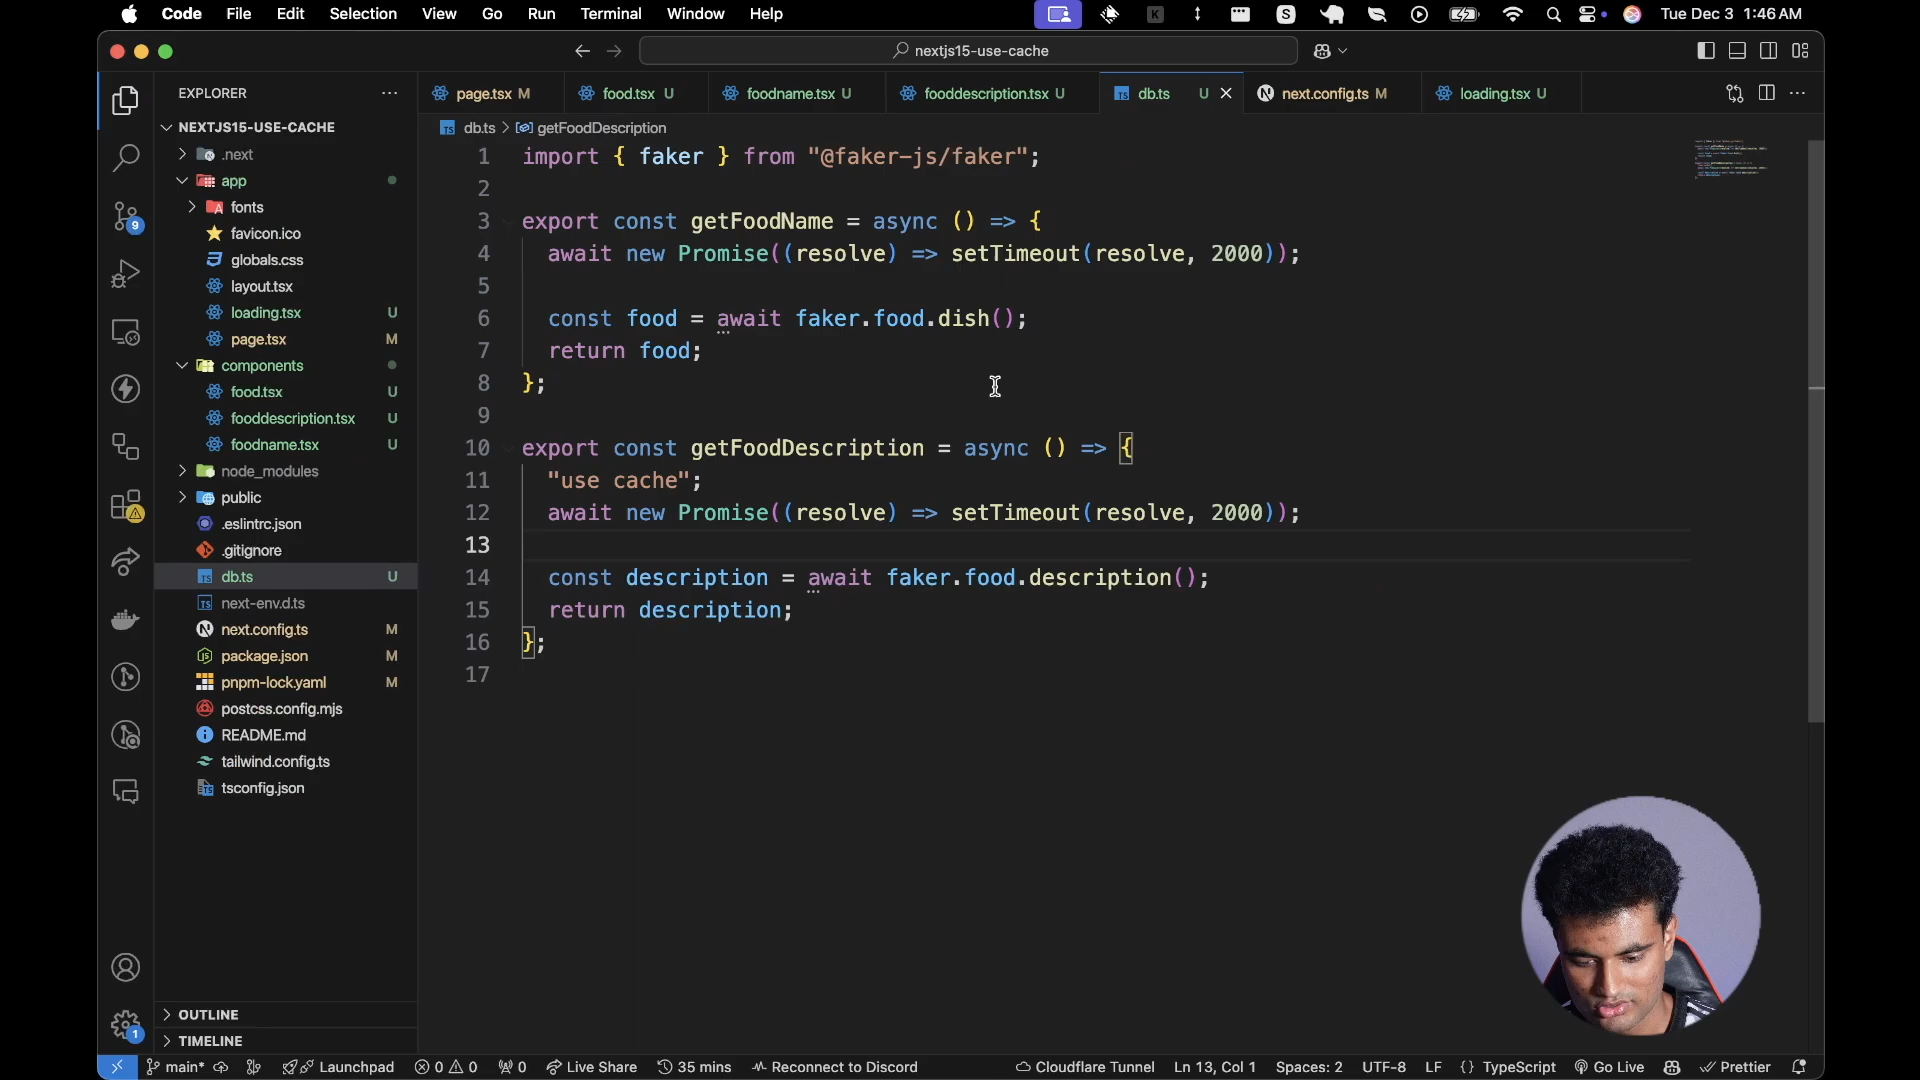 Code File Edit Selection View Go Run Terminal Window Help
K S Tue Dec 3 1:46 AM
nextjs15-use-cache
EXPLORER
page.tsx M
food.tsx U
foodname.tsx U
fooddescription.tsx U
db.ts U
next.config.ts M
loading.tsx U
NEXTJS15-USE-CACHE
.next
app
fonts
favicon.ico
globals.css
layout.tsx
loading.tsx U
page.tsx M
components
food.tsx U
fooddescription.tsx U
foodname.tsx U
node_modules
public
.eslintrc.json
.gitignore
db.ts U
next-env.d.ts
next.config.ts M
package.json M
pnpm-lock.yaml M
postcss.config.mjs
README.md
tailwind.config.ts
tsconfig.json
OUTLINE
TIMELINE
9
1
db.ts > getFoodDescription
1 import { faker } from "@faker-js/faker";
2
3 export const getFoodName = async () => {
4 await new Promise((resolve) => setTimeout(resolve, 2000));
5
6 const food = await faker.food.dish();
7 return food;
8 };
9
10 export const getFoodDescription = async () => {
11 "use cache";
12 await new Promise((resolve) => setTimeout(resolve, 2000));
13
14 const description = await faker.food.description();
15 return description;
16 };
17
main* Launchpad 0 0 0 Live Share 35 mins Reconnect to Discord Cloudflare Tunnel Ln 13, Col 1 Spaces: 2 UTF-8 LF {} TypeScript Go Live Prettier